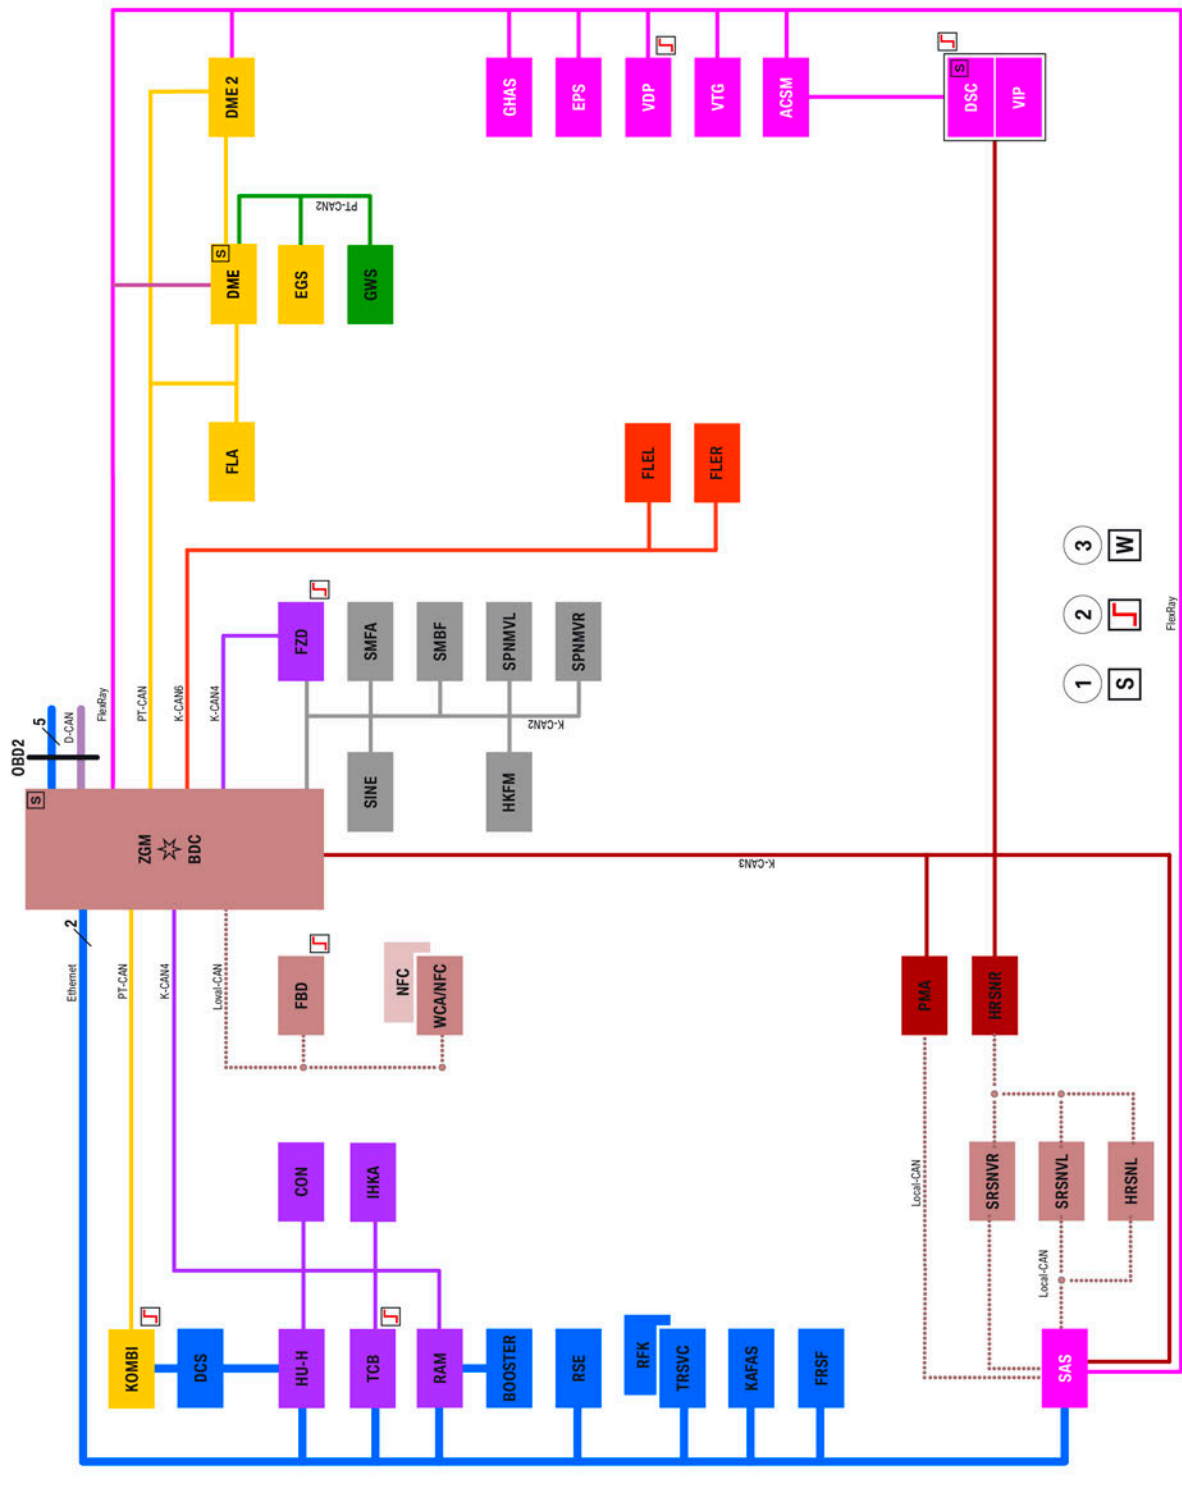 OBD2
5
S
Ethernet
2
D-CAN
FlexRay
PT-CAN
PT-CAN
KOMBI
ZGM
K-CAN4
K-CAN6
BDC
DCS
Loval-CAN
K-CAN4
S
FLA
DME
DME 2
HU-H
CON
FBD
FZD
EGS
PT-CAN2
TCB
IHKA
SINE
SMFA
GWS
NFC
RAM
WCA/NFC
SMBF
BOOSTER
HKFM
SPNMVL
GHAS
K-CAN2
RSE
SPNMVR
EPS
RFK
FLEL
VDP
TRSVC
FLER
VTG
KAFAS
K-CAN3
ACSM
FRSF
Local-CAN
PMA
S
DSC
SRSNVR
HRSNR
VIP
Local-CAN
SAS
SRSNVL
1
2
3
S
W
HRSNL
FlexRay